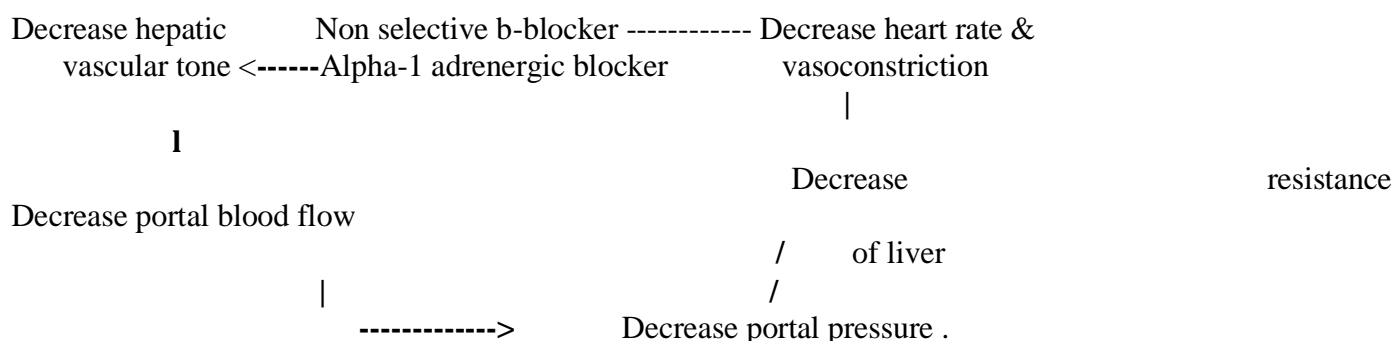 Decrease hepatic Non selective b-blocker ------------ Decrease heart rate &
vascular tone <------Alpha-1 adrenergic blocker vasoconstriction
|
l
Decrease resistance
Decrease portal blood flow
/ of liver
| /
-------------> Decrease portal pressure .